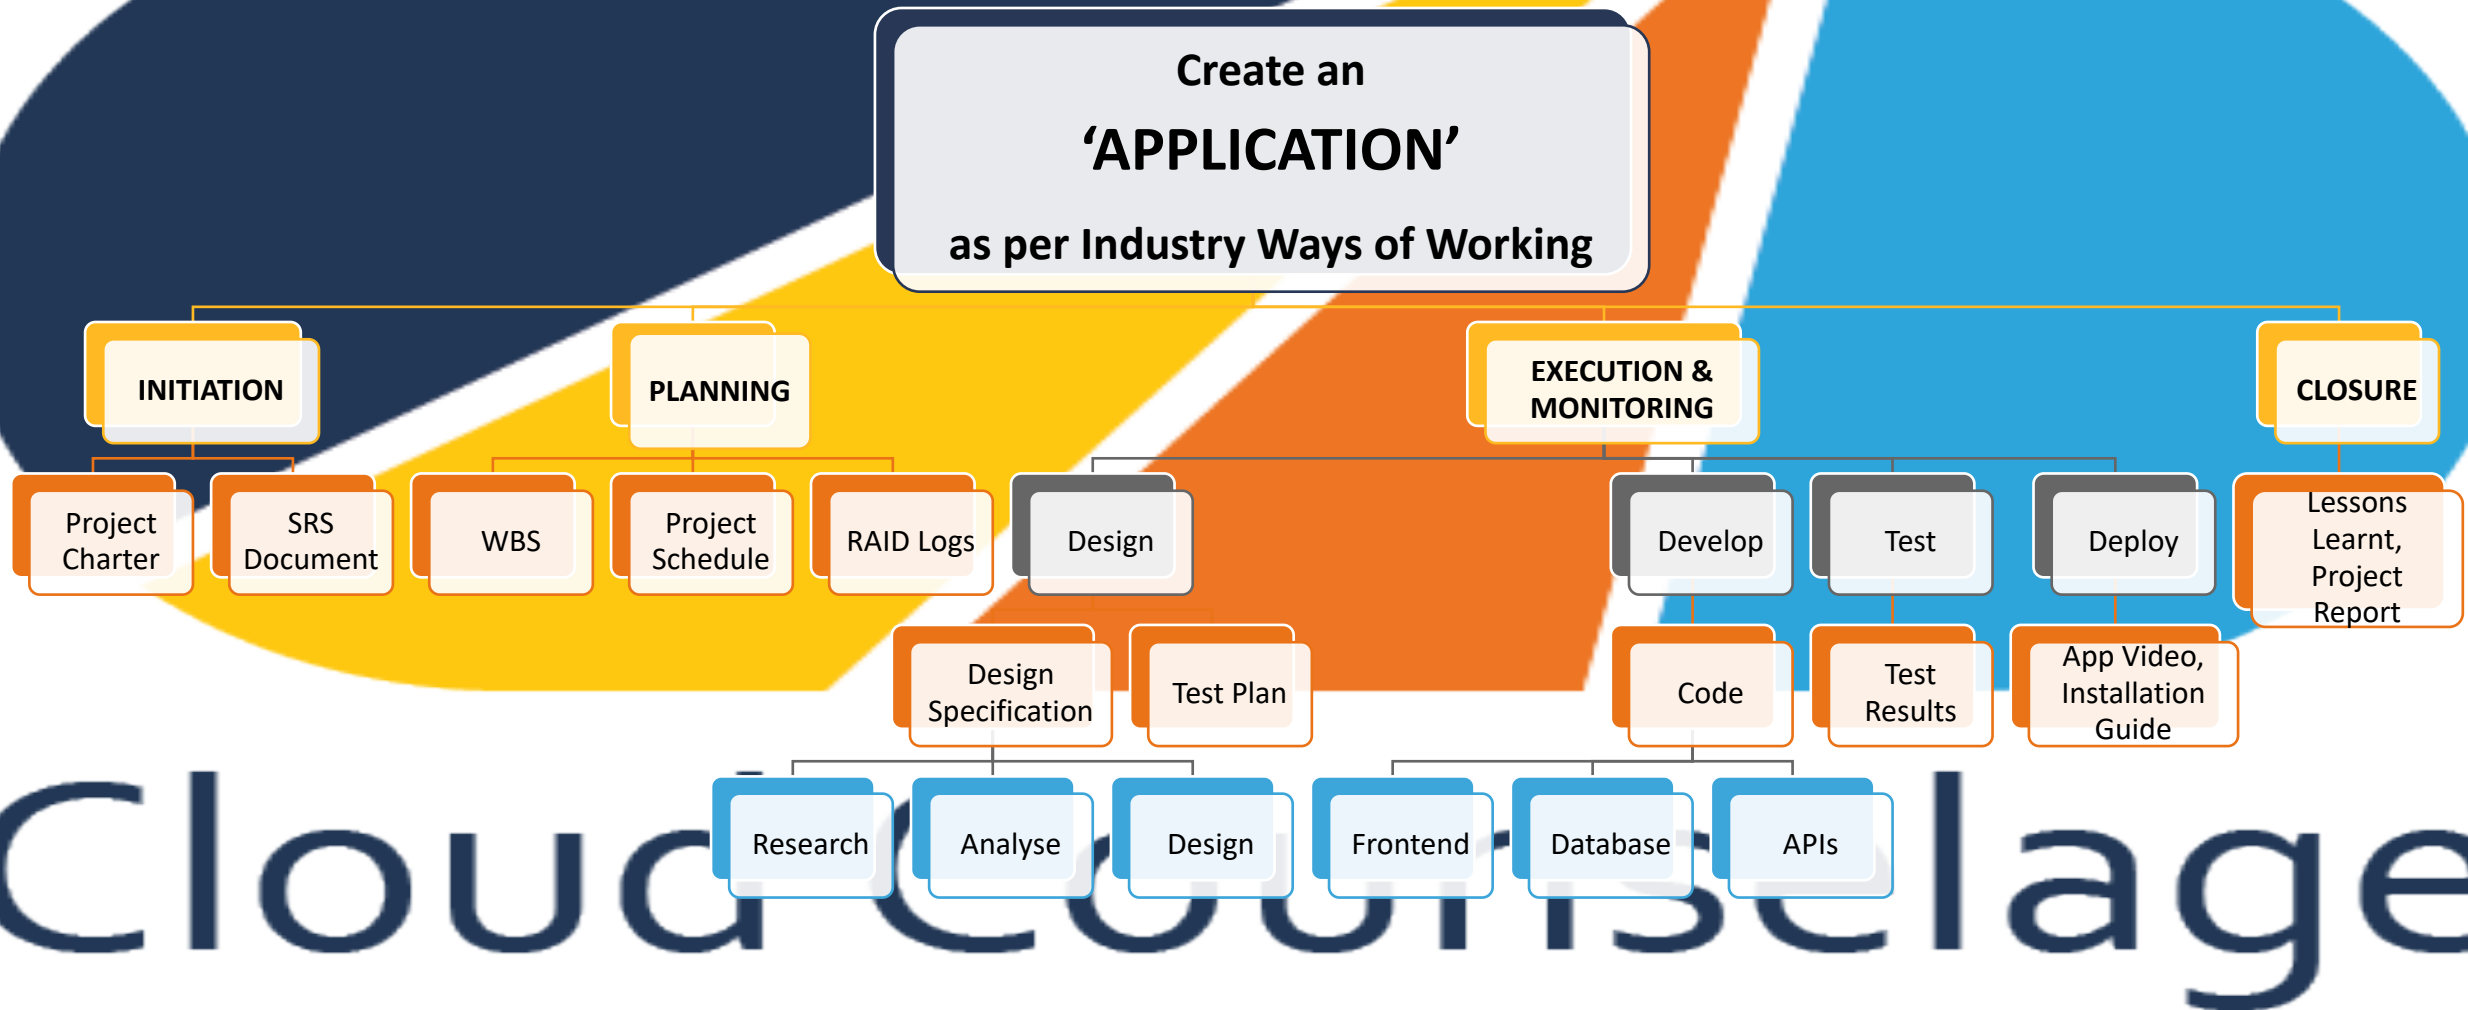 Create an
‘APPLICATION’
as per Industry Ways of Working
INITIATION
PLANNING
EXECUTION &
MONITORING
CLOSURE
Project
Charter
SRS
Document
WBS
Project
Schedule
RAID Logs
Design
Develop
Test
Deploy
Lessons
Learnt,
Project
Report
Design
Specification
Test Plan
Code
Test
Results
App Video,
Installation
Guide
Research
Analyse
Design
Frontend
Database
APIs
Cloud Counselage